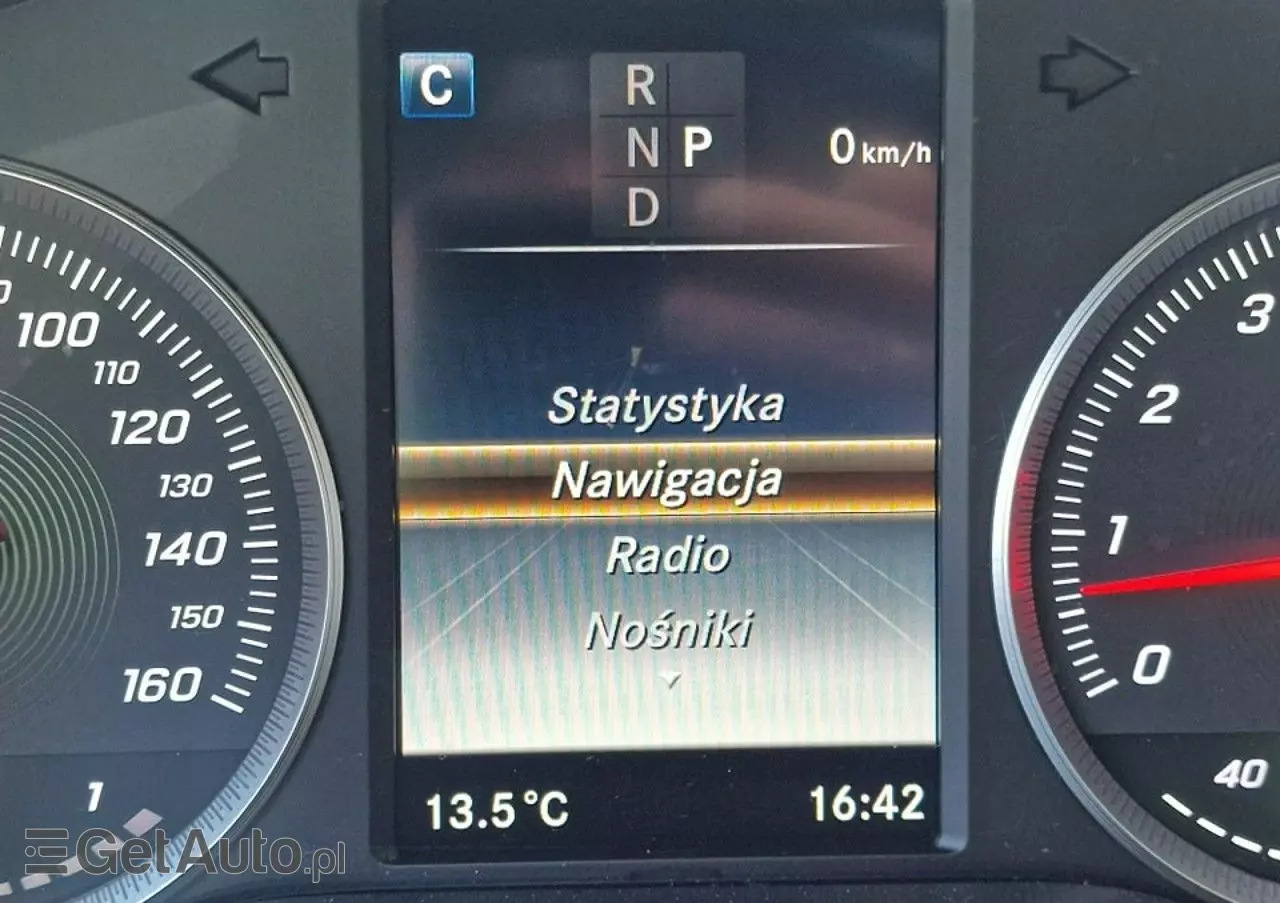 C
R
N P
D
0 km/h
100
110
120
130
140
150
160
1
Statystyka
Nawigacja
Radio
Nośniki
13.5°C
16:42
3
2
1
0
40
GetAuto.pl